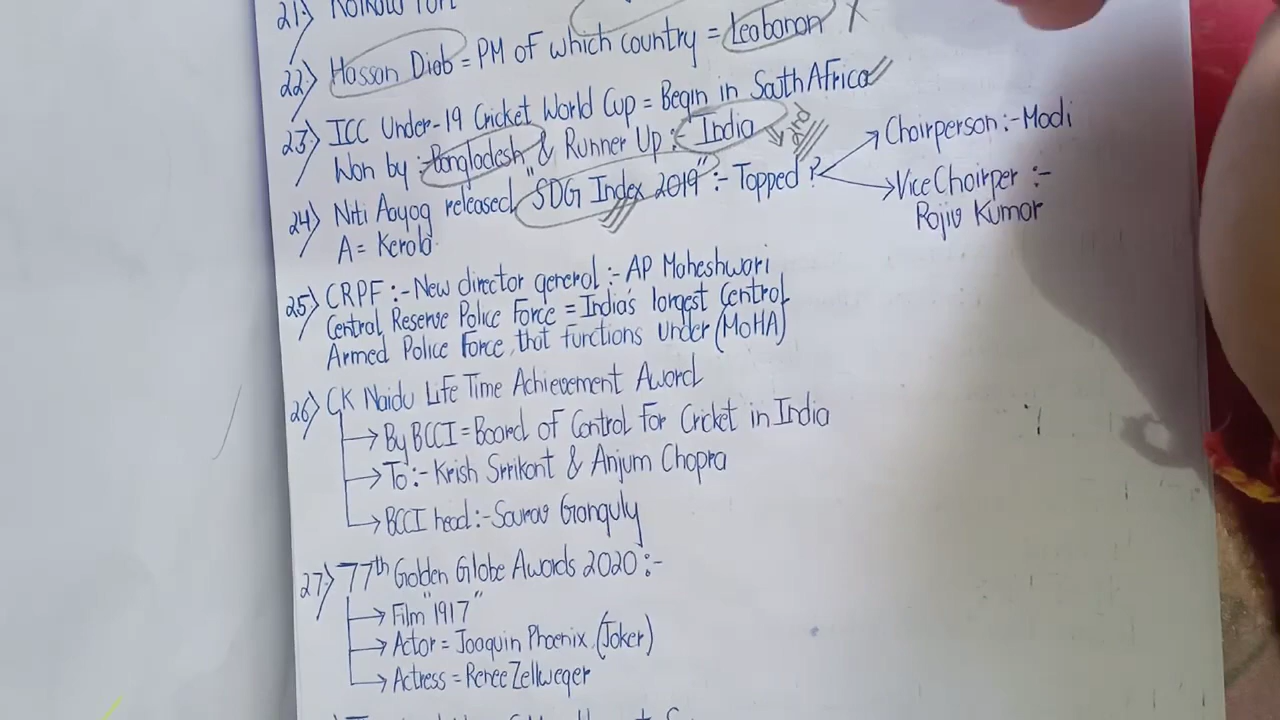 21)
22) Hassan Diab = PM of which country = Leabanan X
23) ICC Under-19 Cricket World Cup = Begin in South Africa
Won by :- Bangladesh & Runner Up :- India
24) Niti Aayog released "SDG Index 2019" :- Topped?
A = Kerala
Chairperson :- Modi
Vice Chairper :-
Rajiv Kumar
25) CRPF :- New director general :- AP Maheshwari
Central Reserve Police Force = India's largest Central
Armed Police Force, that functions under (MoHA)
26) CK Naidu Life Time Achievement Award
→ By BCCI = Board of Control For Cricket in India
→ To :- Krish Srrikant & Anjum Chopra
→ BCCI head :- Sourav Ganguly
27) 77th Golden Globe Awards 2020 :-
→ Film "1917"
→ Actor = Joaquin Phoenix (Joker)
→ Actress = Renee Zellweger